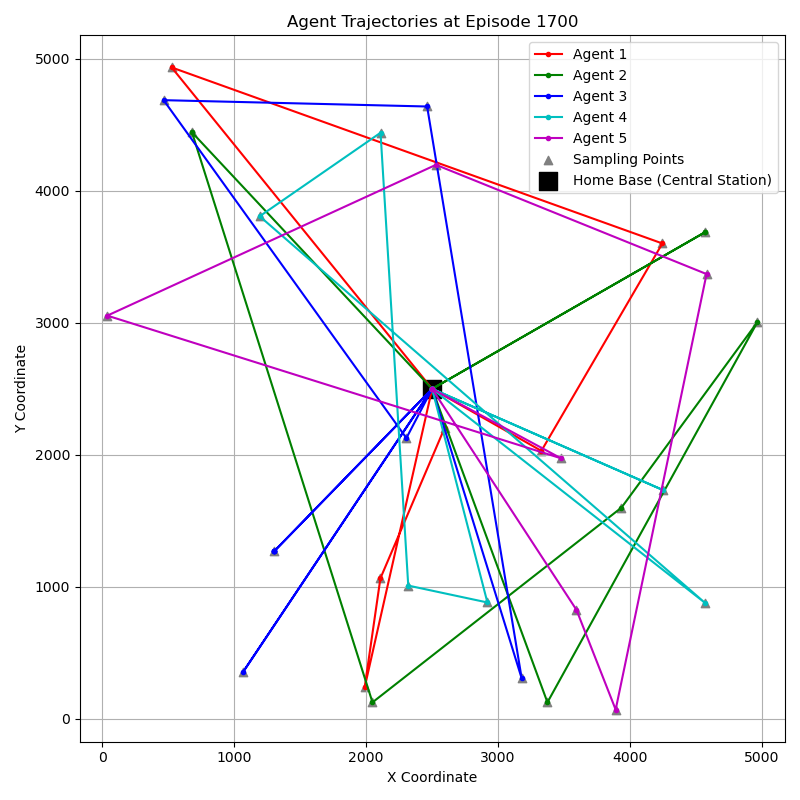 Agent Trajectories at Episode 1700
Agent 1
Agent 2
Agent 3
Agent 4
Agent 5
Sampling Points
Home Base (Central Station)
Y Coordinate
5000
4000
3000
2000
1000
0
0 1000 2000 3000 4000 5000
X Coordinate